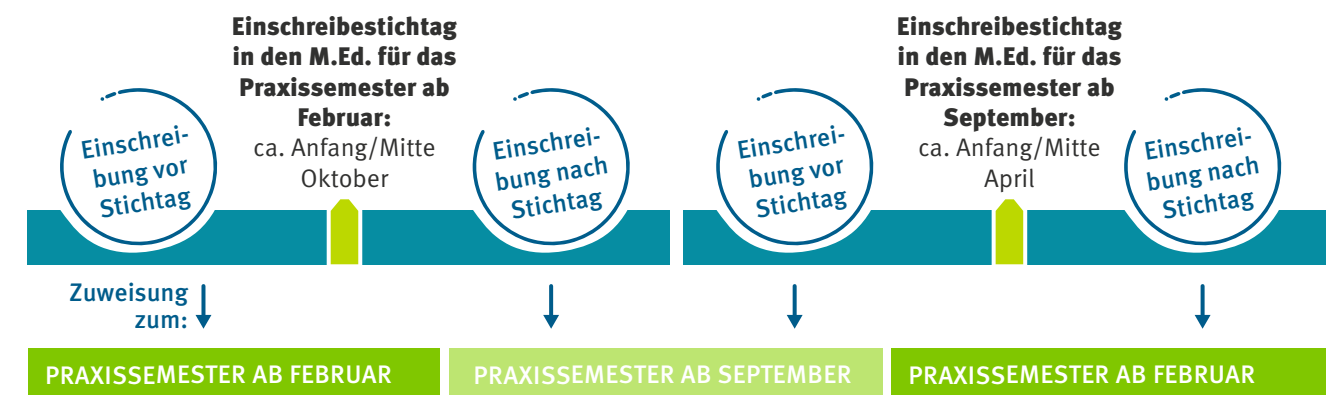 Einschreibestichtag
in den M.Ed. für das
Praxissemester ab
Februar:
ca. Anfang/Mitte
Oktober
Einschreibestichtag
in den M.Ed. für das
Praxissemester ab
September:
ca. Anfang/Mitte
April
Einschrei-
bung vor
Stichtag
Einschrei-
bung nach
Stichtag
Einschrei-
bung vor
Stichtag
Einschrei-
bung nach
Stichtag
Zuweisung
zum:
PRAXISSEMESTER AB FEBRUAR
PRAXISSEMESTER AB SEPTEMBER
PRAXISSEMESTER AB FEBRUAR